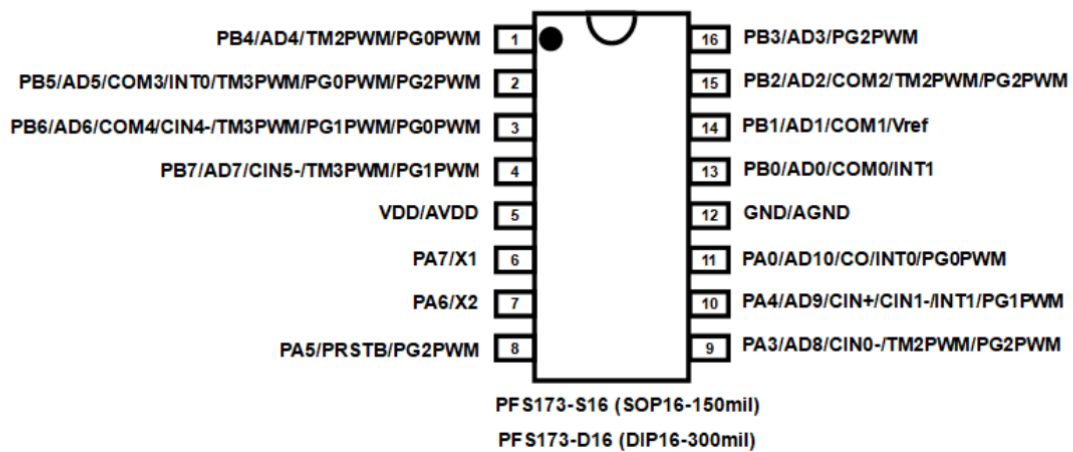 PB4/AD4/TM2PWM/PG0PWM 1 16 PB3/AD3/PG2PWM
PB5/AD5/COM3/INT0/TM3PWM/PG0PWM/PG2PWM 2 15 PB2/AD2/COM2/TM2PWM/PG2PWM
PB6/AD6/COM4/CIN4-/TM3PWM/PG1PWM/PG0PWM 3 14 PB1/AD1/COM1/Vref
PB7/AD7/CIN5-/TM3PWM/PG1PWM 4 13 PB0/AD0/COM0/INT1
VDD/AVDD 5 12 GND/AGND
PA7/X1 6 11 PA0/AD10/CO/INT0/PG0PWM
PA6/X2 7 10 PA4/AD9/CIN+/CIN1-/INT1/PG1PWM
PA5/PRSTB/PG2PWM 8 9 PA3/AD8/CIN0-/TM2PWM/PG2PWM
PFS173-S16 (SOP16-150mil)
PFS173-D16 (DIP16-300mil)